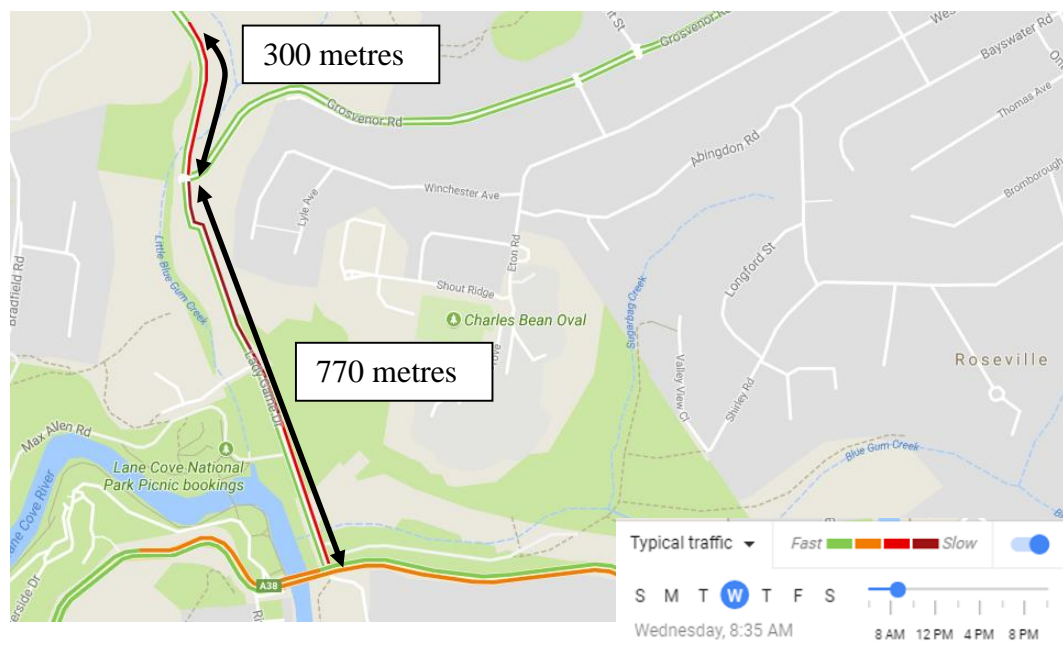 300 metres
Grosvenor Rd
Bayswater Rd
Thomas Ave
Grosvenor Rd
Abingdon Rd
Bromborough
Winchester Ave
Lyle Ave
Eton Rd
Longford St
Bradfield Rd
Little Blue Gum Creek
Shout Ridge
Sugarbag Creek
Charles Bean Oval
770 metres
Roseville
Lady Game Dr
Valley View Cl
Shirley Rd
Max Allen Rd
Blue Gum Creek
Lane Cove National
Park Picnic bookings
Lane Cove River
erside Dr
A38
Typical traffic
Fast
Slow
S M T W T F S
Wednesday, 8:35 AM
8 AM 12 PM 4 PM 8 PM